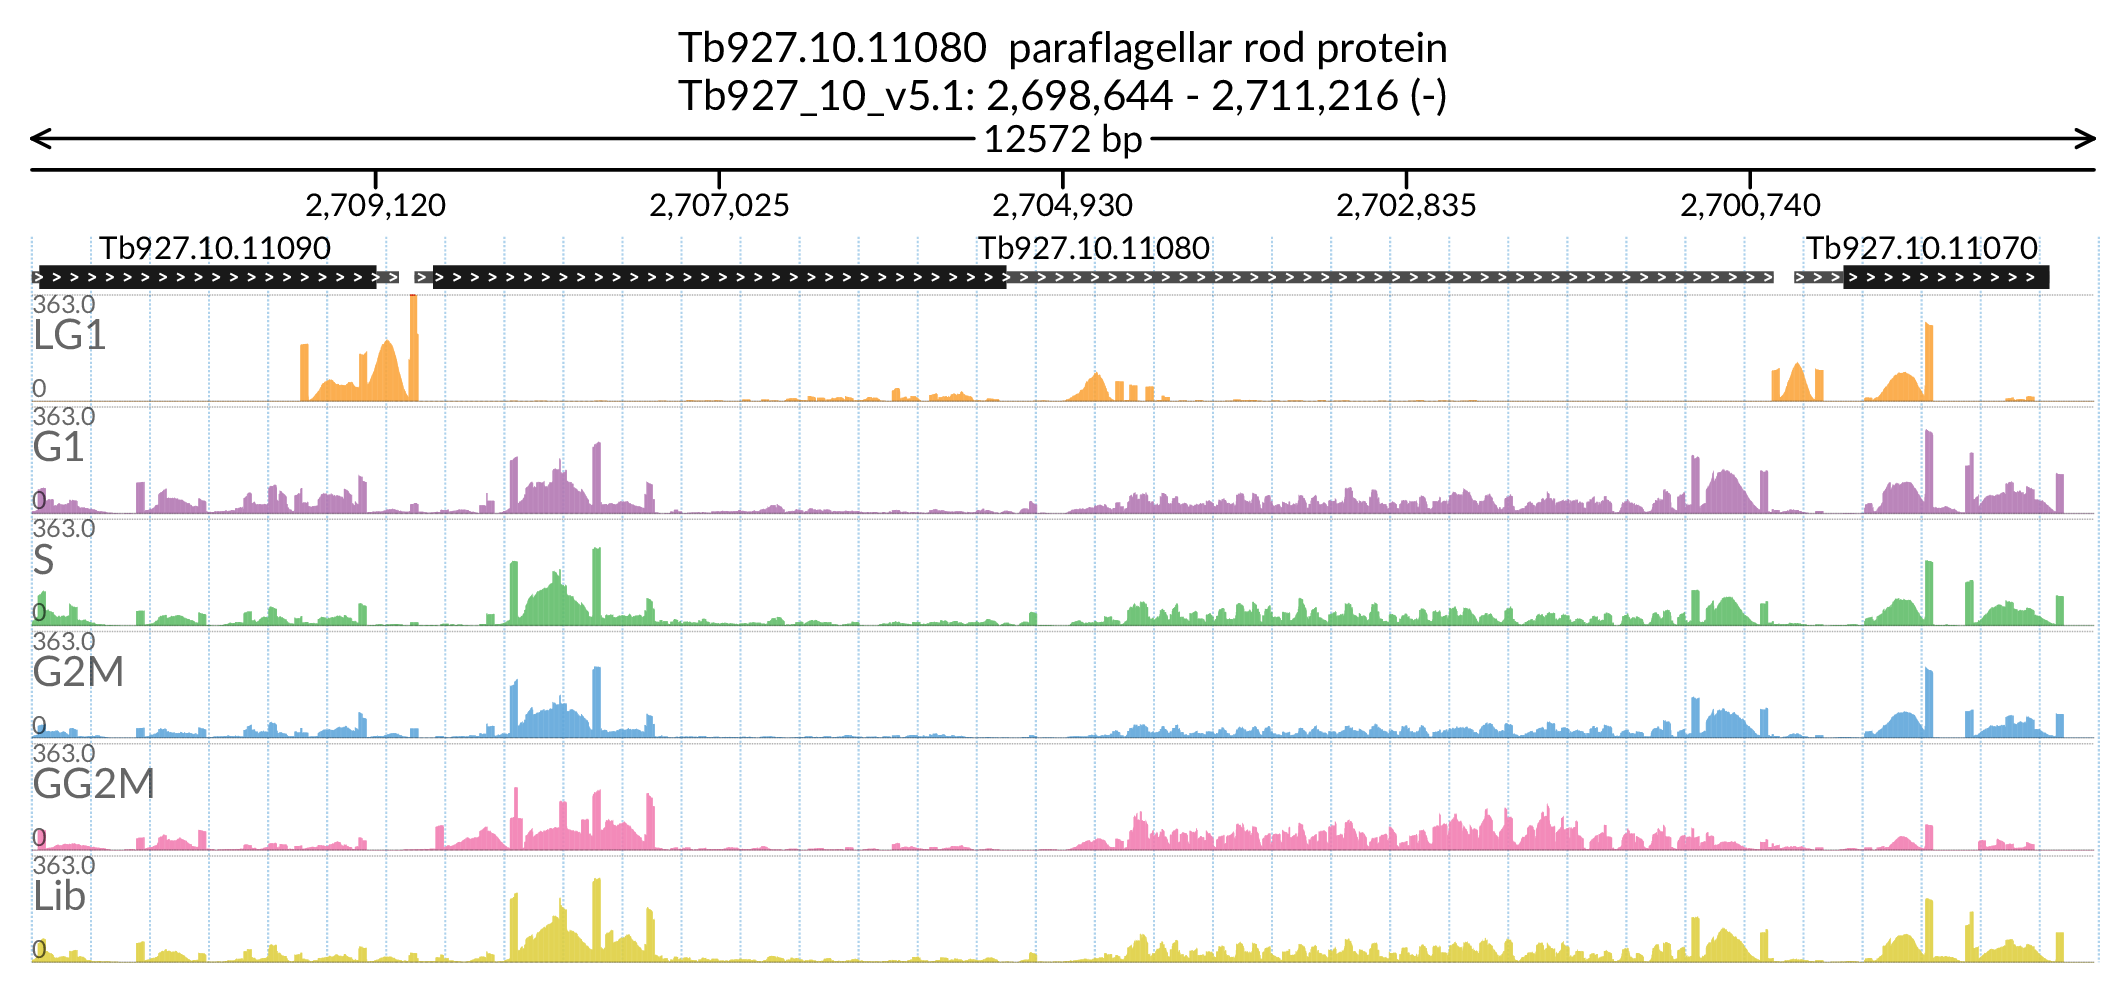 Tb927.10.11080 paraflagellar rod protein
Tb927_10_v5.1: 2,698,644 - 2,711,216 (-)
12572 bp
2,709,120 2,707,025 2,704,930 2,702,835 2,700,740
Tb927.10.11090 Tb927.10.11080 Tb927.10.11070
363.0
LG1
0
363.0
G1
0
363.0
S
0
363.0
G2M
0
363.0
GG2M
0
363.0
Lib
0